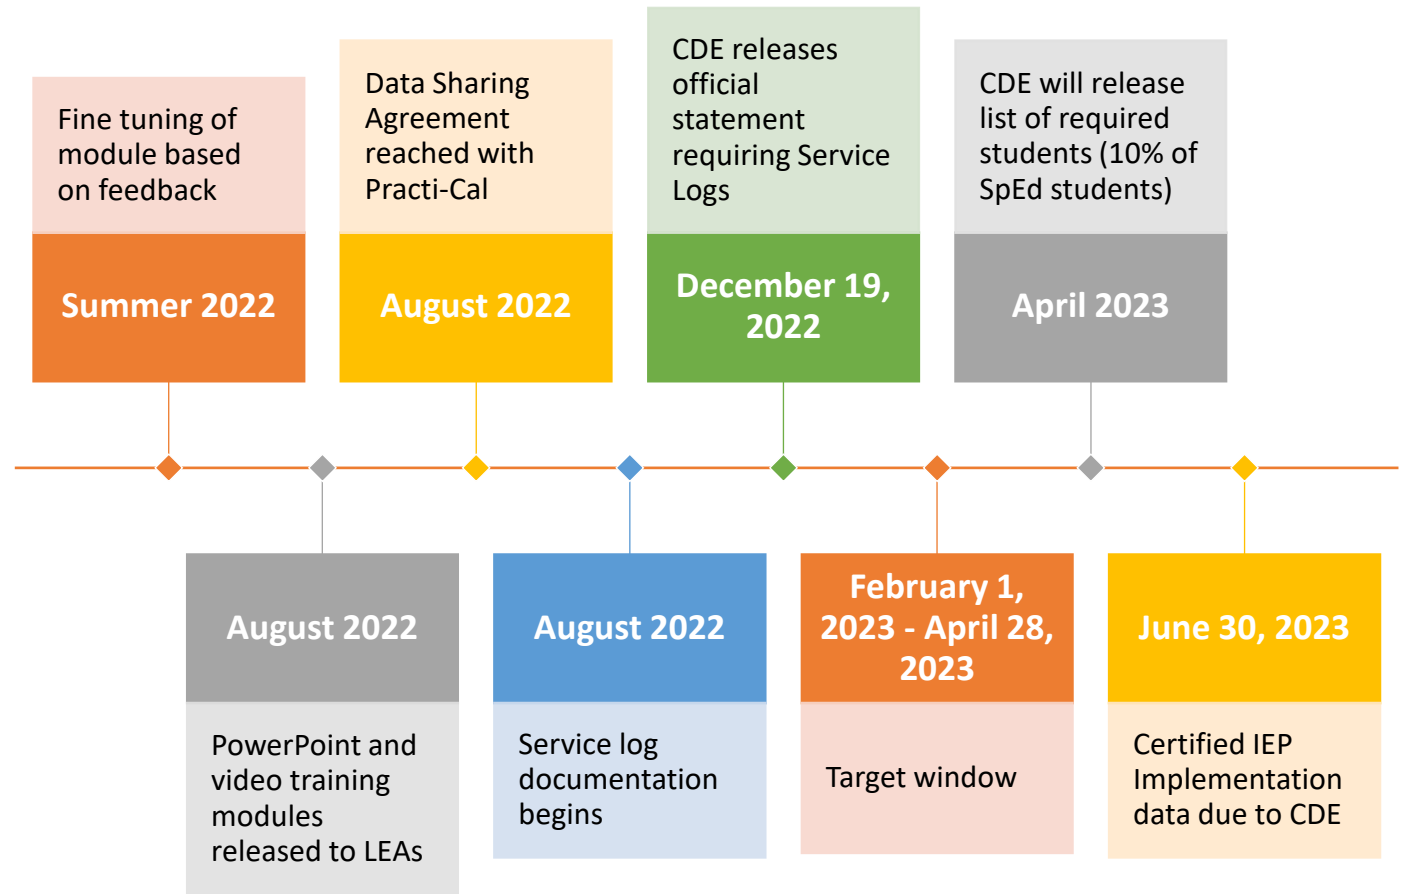 Fine tuning of
module based
on feedback
Summer 2022
August 2022
PowerPoint and
video training
modules
released to LEAs
Data Sharing
Agreement
reached with
Practi-Cal
August 2022
August 2022
Service log
documentation
begins
CDE releases
official
statement
requiring Service
Logs
December 19,
2022
February 1,
2023 - April 28,
2023
Target window
CDE will release
list of required
students (10% of
SpEd students)
April 2023
June 30, 2023
Certified IEP
Implementation
data due to CDE